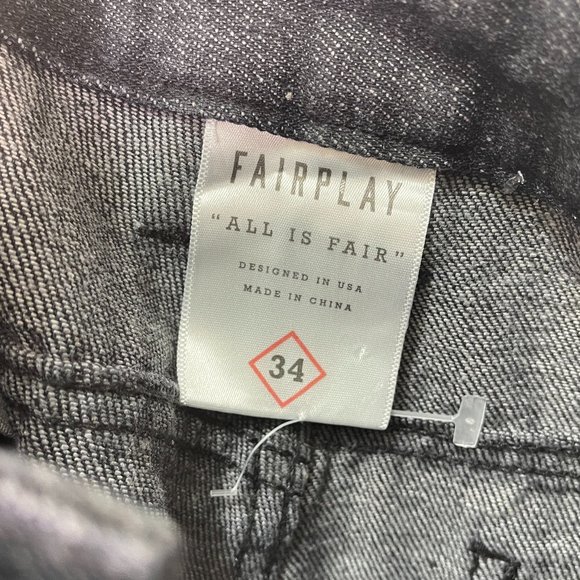 FAIRPLAY
"ALL IS FAIR"
DESIGNED IN USA
MADE IN CHINA
34